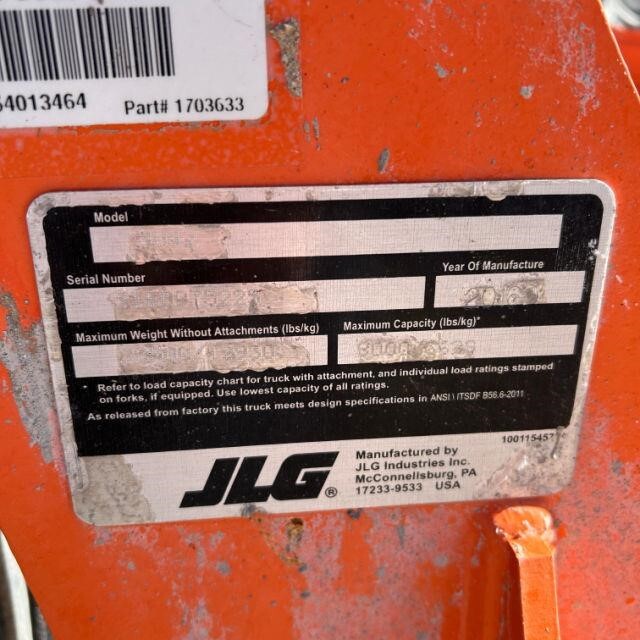 Part# 1703633
Model
Serial Number
Year Of Manufacture
Maximum Weight Without Attachments (lbs/kg)
Maximum Capacity (lbs/kg)*
* Refer to load capacity chart for truck with attachment, and individual load ratings stamped
on forks, if equipped. Use lowest capacity of all ratings.
As released from factory this truck meets design specifications in ANSI \ ITSDF B56.6-2011
JLG ®
Manufactured by
JLG Industries Inc.
McConnellsburg, PA
17233-9533 USA